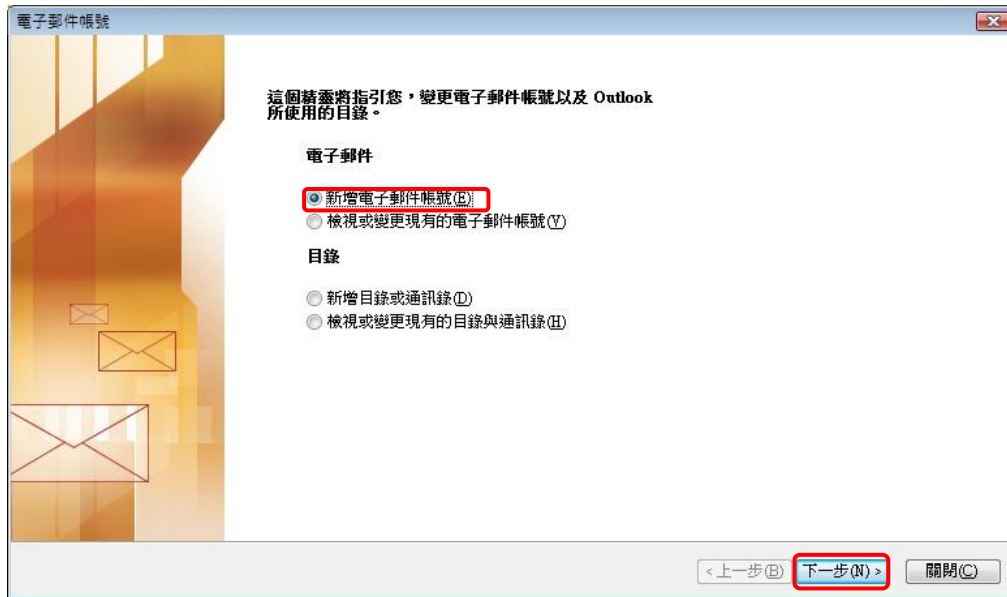 電子郵件帳號
這個精靈將指引您，變更電子郵件帳號以及 Outlook
所使用的目錄。
電子郵件
新增電子郵件帳號(E)
檢視或變更現有的電子郵件帳號(V)
目錄
新增目錄或通訊錄(D)
檢視或變更現有的目錄與通訊錄(H)
<上一步(B) 下一步(N) > 關閉(C)